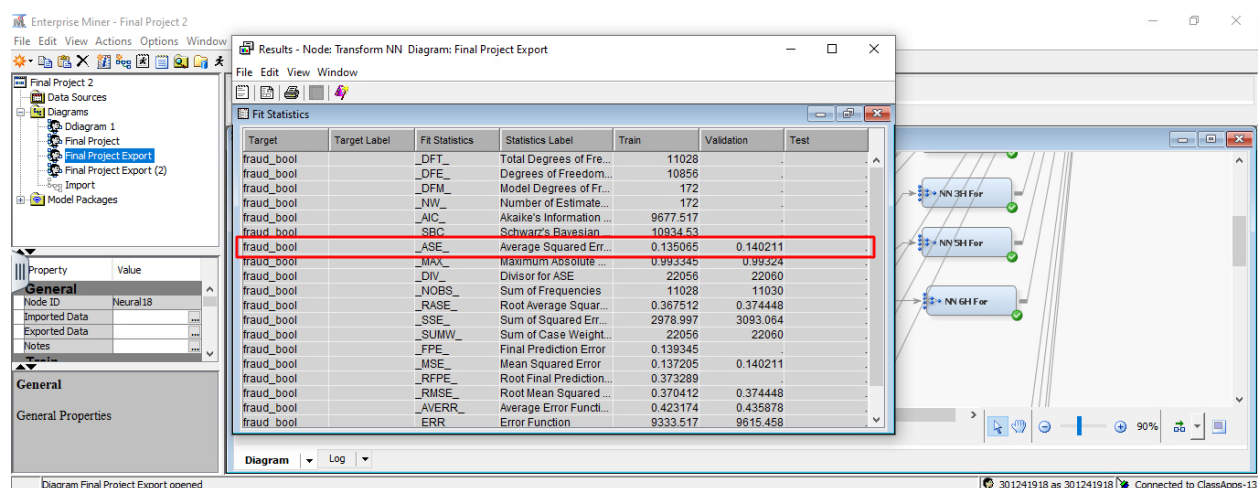 Enterprise Miner - Final Project 2
File Edit View Actions Options Window
Final Project 2
Data Sources
Diagrams
Ddiagram 1
Final Project
Final Project Export
Final Project Export (2)
Import
Model Packages
Property Value
General
Node ID Neural18
Imported Data ...
Exported Data ...
Notes ...
Train
General
General Properties
Results - Node: Transform NN Diagram: Final Project Export
File Edit View Window
Fit Statistics
Target Target Label Fit Statistics Statistics Label Train Validation Test
fraud_bool _DFT_ Total Degrees of Fre... 11028 . .
fraud_bool _DFE_ Degrees of Freedom... 10856 . .
fraud_bool _DFM_ Model Degrees of Fr... 172 . .
fraud_bool _NW_ Number of Estimate... 172 . .
fraud_bool _AIC_ Akaike's Information ... 9677.517 . .
fraud_bool _SBC_ Schwarz's Bayesian ... 10934.53 . .
fraud_bool _ASE_ Average Squared Err... 0.135065 0.140211 .
fraud_bool _MAX_ Maximum Absolute ... 0.993345 0.99324 .
fraud_bool _DIV_ Divisor for ASE 22056 22060 .
fraud_bool _NOBS_ Sum of Frequencies 11028 11030 .
fraud_bool _RASE_ Root Average Squar... 0.367512 0.374448 .
fraud_bool _SSE_ Sum of Squared Err... 2978.997 3093.064 .
fraud_bool _SUMW_ Sum of Case Weight... 22056 22060 .
fraud_bool _FPE_ Final Prediction Error 0.139345 . .
fraud_bool _MSE_ Mean Squared Error 0.137205 0.140211 .
fraud_bool _RFPE_ Root Final Prediction... 0.373289 . .
fraud_bool _RMSE_ Root Mean Squared ... 0.370412 0.374448 .
fraud_bool _AVERR_ Average Error Functi... 0.423174 0.435878 .
fraud_bool _ERR_ Error Function 9333.517 9615.458 .
NN 3H For
NN 5H For
NN 6H For
90%
Diagram Log
Diagram Final Project Export opened
301241918 as 301241918 Connected to ClassApps-13